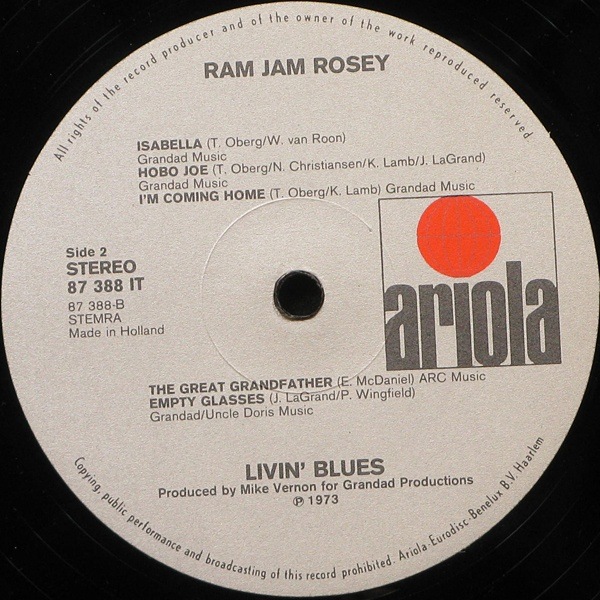 All rights of the record producer and of the owner of the work reproduced reserved
RAM JAM ROSEY
ISABELLA (T. Oberg/W. van Roon)
Grandad Music
HOBO JOE (T. Oberg/N. Christiansen/K. Lamb/J. LaGrand)
Grandad Music
I'M COMING HOME (T. Oberg/K. Lamb) Grandad Music
Side 2
STEREO
87 388 IT
87 388-B
STEMRA
Made in Holland
ariola
THE GREAT GRANDFATHER (E. McDaniel) ARC Music
EMPTY GLASSES (J. LaGrand/P. Wingfield)
Grandad/Uncle Doris Music
LIVIN' BLUES
Produced by Mike Vernon for Grandad Productions
℗ 1973
Copying, public performance and broadcasting of this record prohibited. Ariola-Eurodisc-Benelux B.V. Haarlem